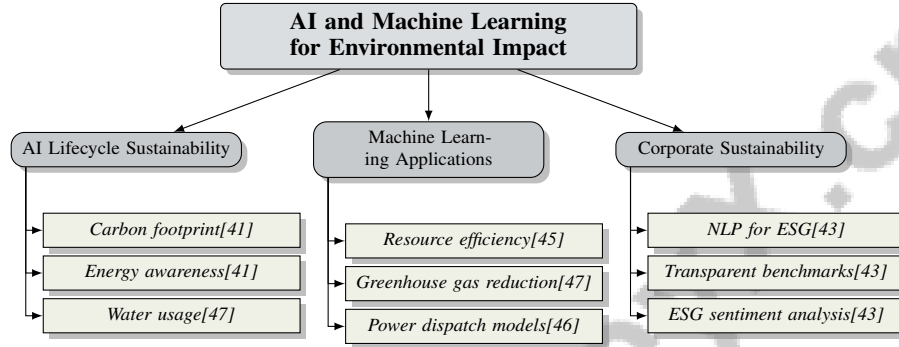 AI and Machine Learning
for Environmental Impact
AI Lifecycle Sustainability
Carbon footprint[41]
Energy awareness[41]
Water usage[47]
Machine Learn-
ing Applications
Resource efficiency[45]
Greenhouse gas reduction[47]
Power dispatch models[46]
Corporate Sustainability
NLP for ESG[43]
Transparent benchmarks[43]
ESG sentiment analysis[43]